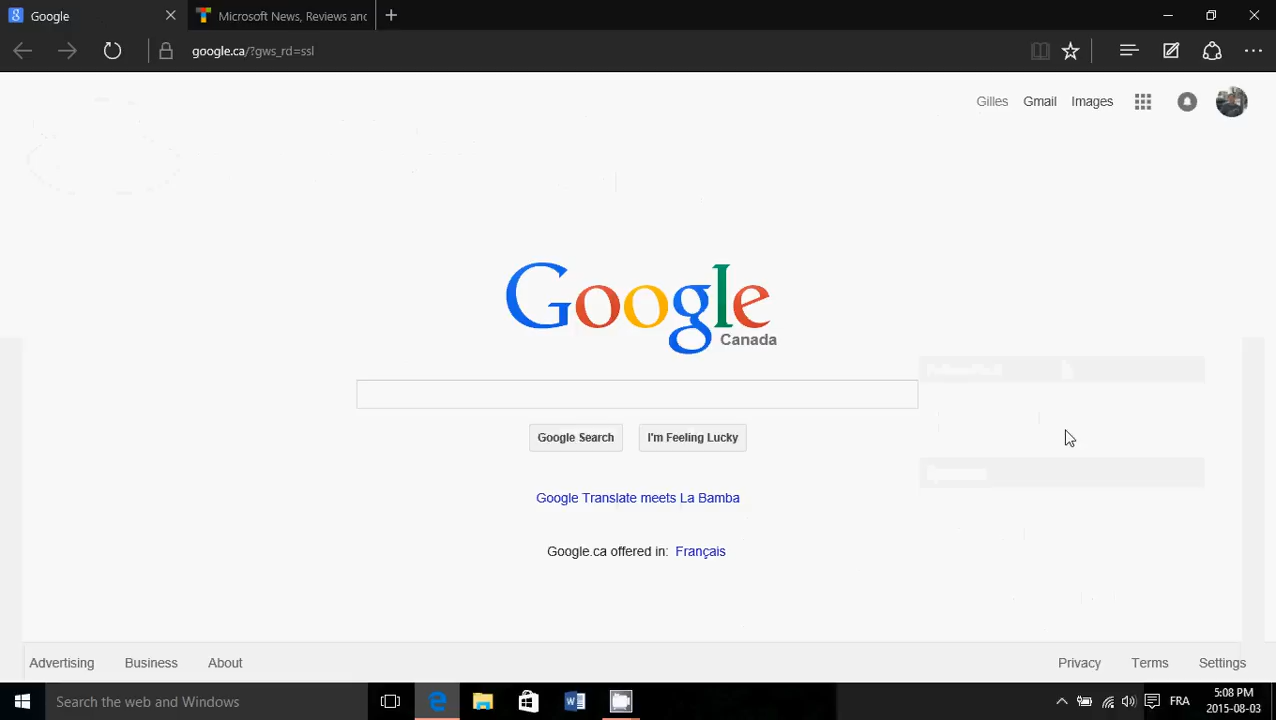 Google
Microsoft News, Reviews and
google.ca/?gws_rd=ssl
Gilles
Gmail
Images
Google
Canada
Google Search
I'm Feeling Lucky
Google Translate meets La Bamba
Google.ca offered in: Français
Advertising
Business
About
Privacy
Terms
Settings
Search the web and Windows
FRA
5:08 PM
2015-08-03